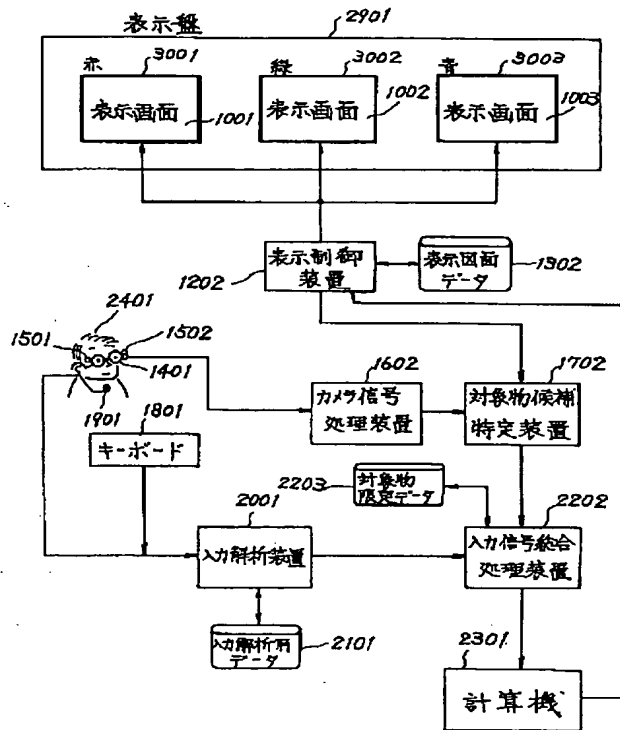 表示盤
2901
赤
3001
緑
3002
青
3003
表示画面
1001
表示画面
1002
表示画面
1003
表示制御
装置
1202
表示図面
データ
1302
2401
1501
1502
1401
1901
1801
キーボード
1602
カメラ信号
処理装置
1702
対象物候補
特定装置
2203
対象物
限定データ
2001
入力解析装置
2202
入力信号統合
処理装置
入力解析用
データ
2101
2301
計算機